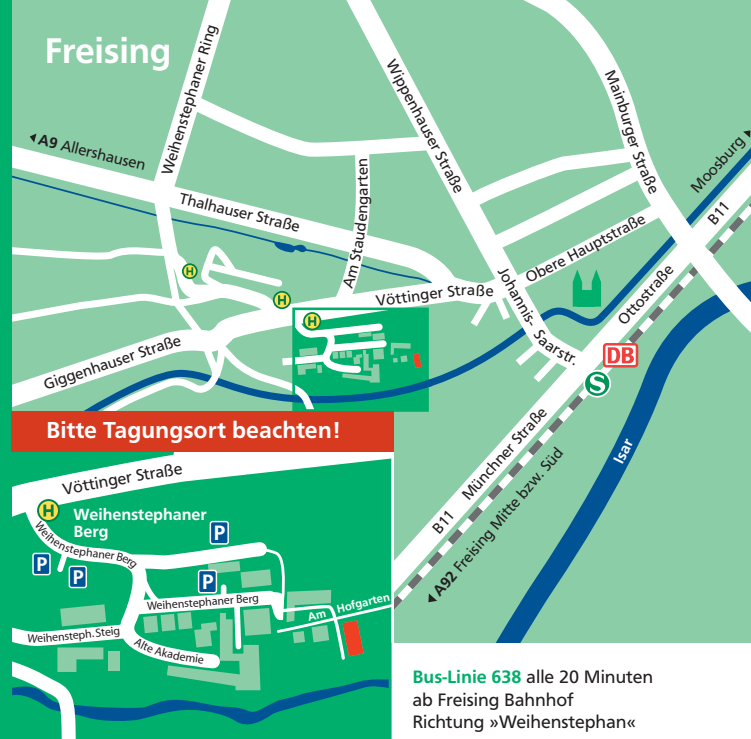 Freising
Weihenstephaner Ring
Wippenhauser Straße
Mainburger Straße
A9 Allershausen
Moosburg
B11
Thalhauser Straße
Am Staudengarten
Obere Hauptstraße
H
H
Vöttinger Straße
H
Johannis-
Saarstr.
Ottostraße
DB
S
Giggenhauser Straße
Bitte Tagungsort beachten!
Münchner Straße
B11
A92 Freising Mitte bzw. Süd
Isar
Vöttinger Straße
H
Weihenstephaner
Berg
Weihenstephaner Berg
P
P
P
P
Weihenstephaner Berg
Am Hofgarten
Weihensteph. Steig
Alte Akademie
Bus-Linie 638 alle 20 Minuten
ab Freising Bahnhof
Richtung »Weihenstephan«